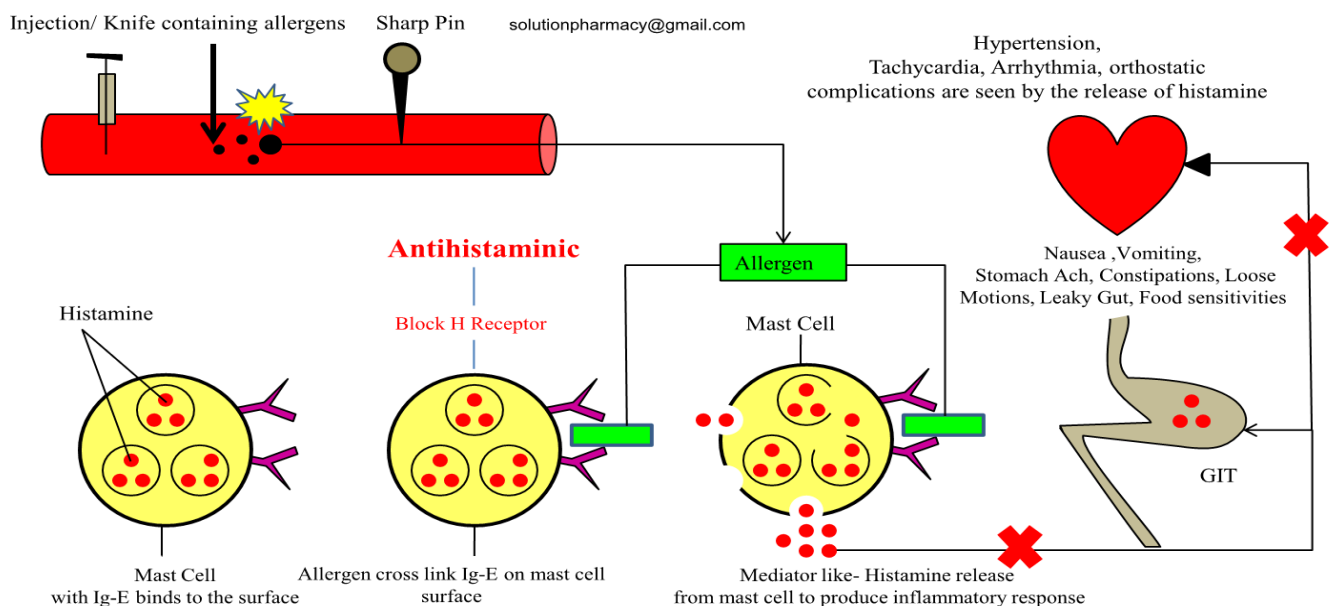 Injection/ Knife containing allergens
Sharp Pin
solutionpharmacy@gmail.com
Hypertension,
Tachycardia, Arrhythmia, orthostatic
complications are seen by the release of histamine
Antihistaminic
Allergen
Nausea ,Vomiting,
Stomach Ach, Constipations, Loose
Motions, Leaky Gut, Food sensitivities
Histamine
Block H Receptor
Mast Cell
GIT
Mast Cell
with Ig-E binds to the surface
Allergen cross link Ig-E on mast cell
surface
Mediator like- Histamine release
from mast cell to produce inflammatory response